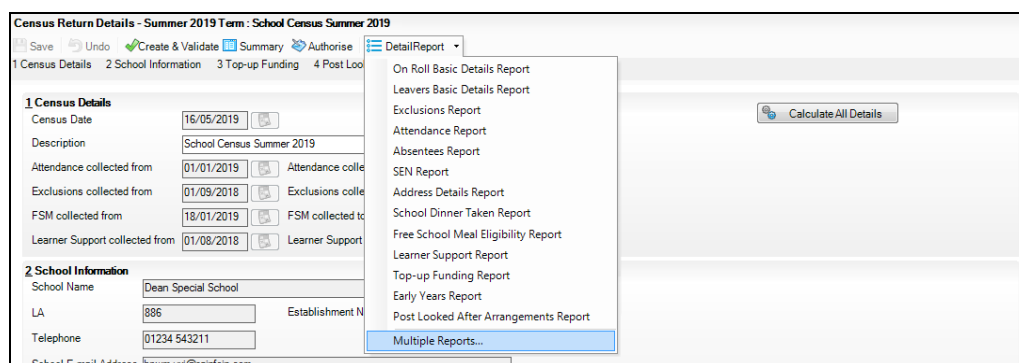 Census Return Details - Summer 2019 Term : School Census Summer 2019
Save Undo Create & Validate Summary Authorise DetailReport
1 Census Details 2 School Information 3 Top-up Funding 4 Post Loo
On Roll Basic Details Report
Leavers Basic Details Report
Exclusions Report
Attendance Report
Absentees Report
SEN Report
Address Details Report
School Dinner Taken Report
Free School Meal Eligibility Report
Learner Support Report
Top-up Funding Report
Early Years Report
Post Looked After Arrangements Report
Multiple Reports...
1 Census Details
Calculate All Details
Census Date 16/05/2019
Description School Census Summer 2019
Attendance collected from 01/01/2019 Attendance colle
Exclusions collected from 01/09/2018 Exclusions colle
FSM collected from 18/01/2019 FSM collected to
Learner Support collected from 01/08/2018 Learner Support
2 School Information
School Name Dean Special School
LA 886 Establishment N
Telephone 01234 543211